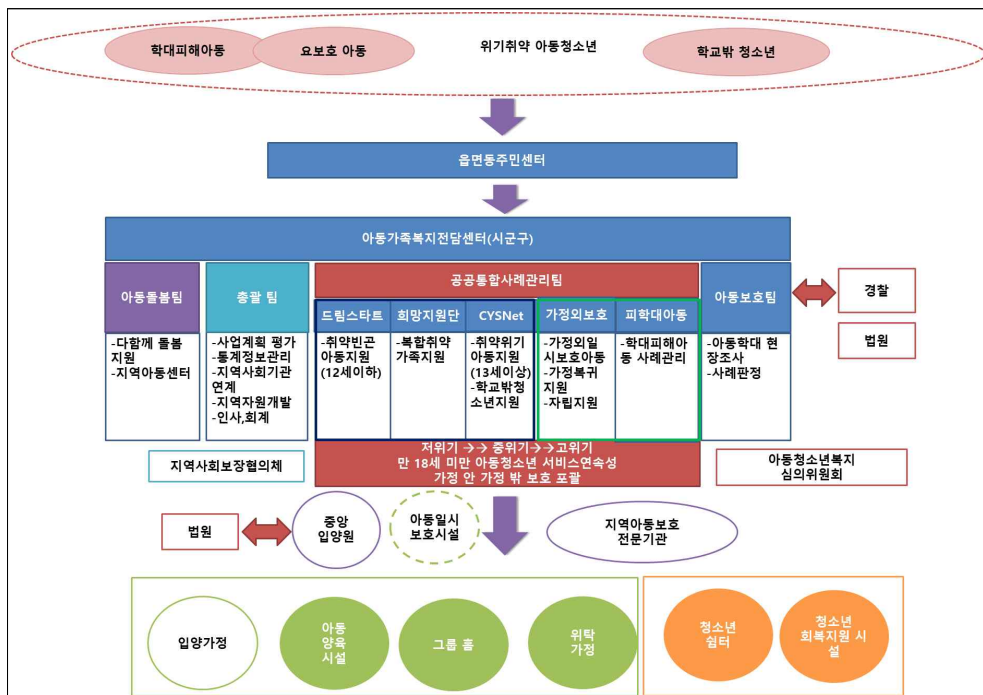 학대피해아동
요보호 아동
위기취약 아동청소년
학교밖 청소년
읍면동주민센터
아동가족복지전담센터(시군구)
아동돌봄팀
총괄 팀
공공통합사례관리팀
아동보호팀
경찰
법원
드림스타트
희망지원단
CYSNet
가정외보호
피학대아동
-다함께 돌봄
지원
-지역아동센터
-사업계획 평가
-통계정보관리
-지역사회기관
연계
-지역자원개발
-인사,회계
-취약빈곤
아동지원
(12세이하)
-복합취약
가족지원
-취약위기
아동지원
(13세이상)
-학교밖청
소년지원
-가정외일
시보호아동
-가정복귀
지원
-자립지원
-학대피해아
동 사례관리
-아동학대 현
장조사
-사례판정
저위기 →→ 중위기→→고위기
만 18세 미만 아동청소년 서비스연속성
가정 안 가정 밖 보호 포괄
지역사회보장협의체
아동청소년복지
심의위원회
법원
중앙
입양원
아동일시
보호시설
지역아동보호
전문기관
입양가정
아동
양육
시설
그룹 홈
위탁
가정
청소년
쉼터
청소년
회복지원 시
설